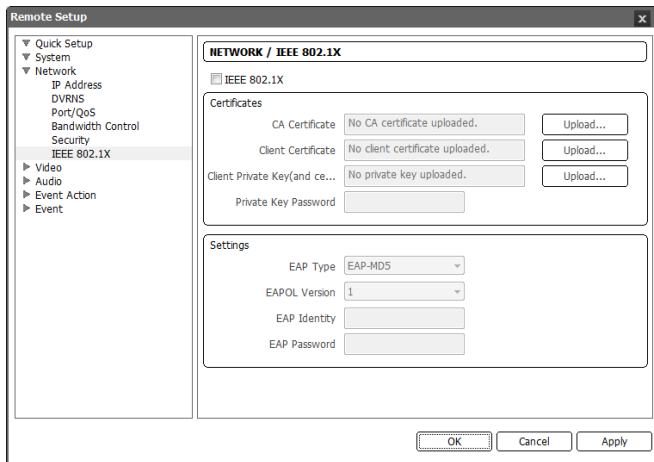 Remote Setup
Quick Setup
System
Network
IP Address
DVRNS
Port/QoS
Bandwidth Control
Security
IEEE 802.1X
Video
Audio
Event Action
Event
NETWORK / IEEE 802.1X
IEEE 802.1X
Certificates
CA Certificate No CA certificate uploaded. Upload...
Client Certificate No client certificate uploaded. Upload...
Client Private Key(and ce... No private key uploaded. Upload...
Private Key Password
Settings
EAP Type EAP-MD5
EAPOL Version 1
EAP Identity
EAP Password
OK Cancel Apply